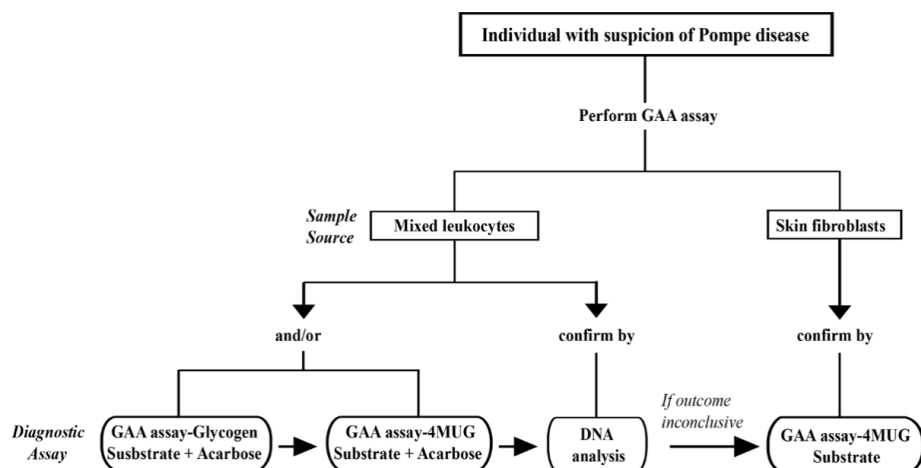 Individual with suspicion of Pompe disease
Perform GAA assay
Sample
Source
Mixed leukocytes
Skin fibroblasts
and/or
confirm by
confirm by
Diagnostic
Assay
GAA assay-Glycogen
Susbstrate + Acarbose
GAA assay-4MUG
Substrate + Acarbose
DNA
analysis
If outcome
inconclusive
GAA assay-4MUG
Substrate